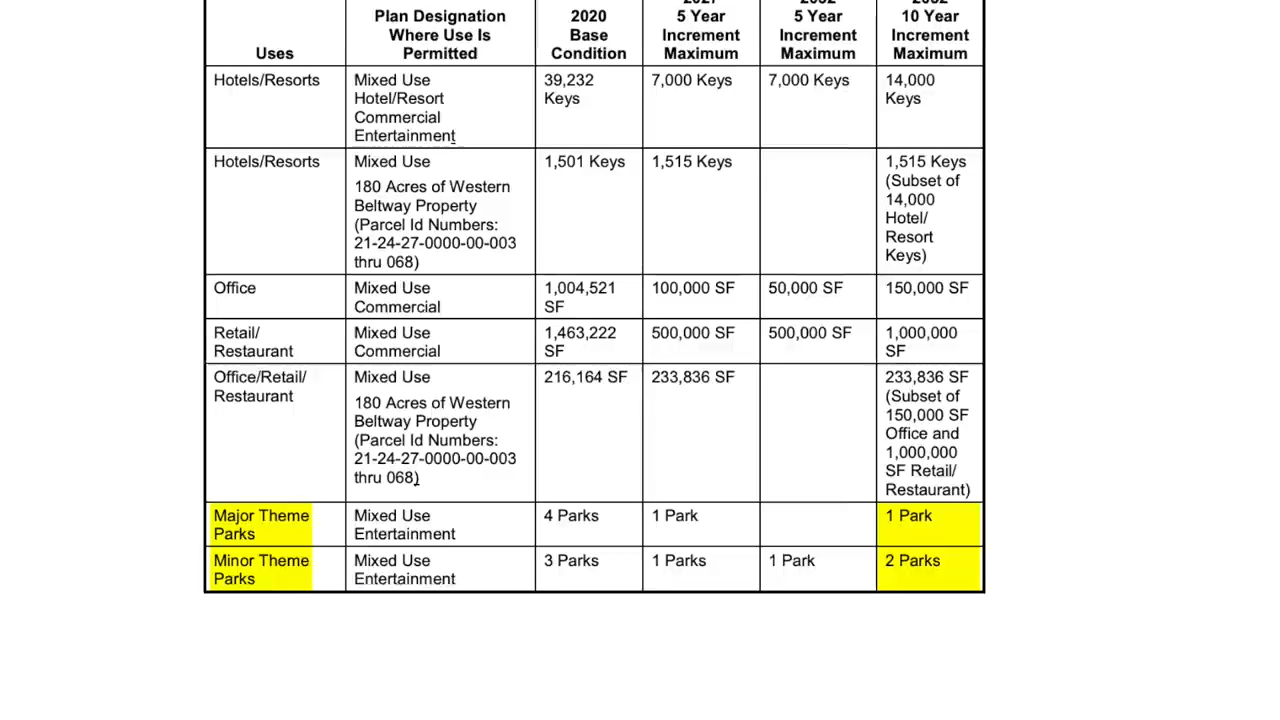 Uses
Plan Designation
Where Use Is
Permitted
2020
Base
Condition
5 Year
Increment
Maximum
5 Year
Increment
Maximum
10 Year
Increment
Maximum
Hotels/Resorts
Mixed Use
Hotel/Resort
Commercial
Entertainment
39,232
Keys
7,000 Keys
7,000 Keys
14,000
Keys
Hotels/Resorts
Mixed Use
180 Acres of Western
Beltway Property
(Parcel Id Numbers:
21-24-27-0000-00-003
thru 068)
1,501 Keys
1,515 Keys
1,515 Keys
(Subset of
14,000
Hotel/
Resort
Keys)
Office
Mixed Use
Commercial
1,004,521
SF
100,000 SF
50,000 SF
150,000 SF
Retail/
Restaurant
Mixed Use
Commercial
1,463,222
SF
500,000 SF
500,000 SF
1,000,000
SF
Office/Retail/
Restaurant
Mixed Use
180 Acres of Western
Beltway Property
(Parcel Id Numbers:
21-24-27-0000-00-003
thru 068)
216,164 SF
233,836 SF
233,836 SF
(Subset of
150,000 SF
Office and
1,000,000
SF Retail/
Restaurant)
Major Theme
Parks
Mixed Use
Entertainment
4 Parks
1 Park
1 Park
Minor Theme
Parks
Mixed Use
Entertainment
3 Parks
1 Parks
1 Park
2 Parks